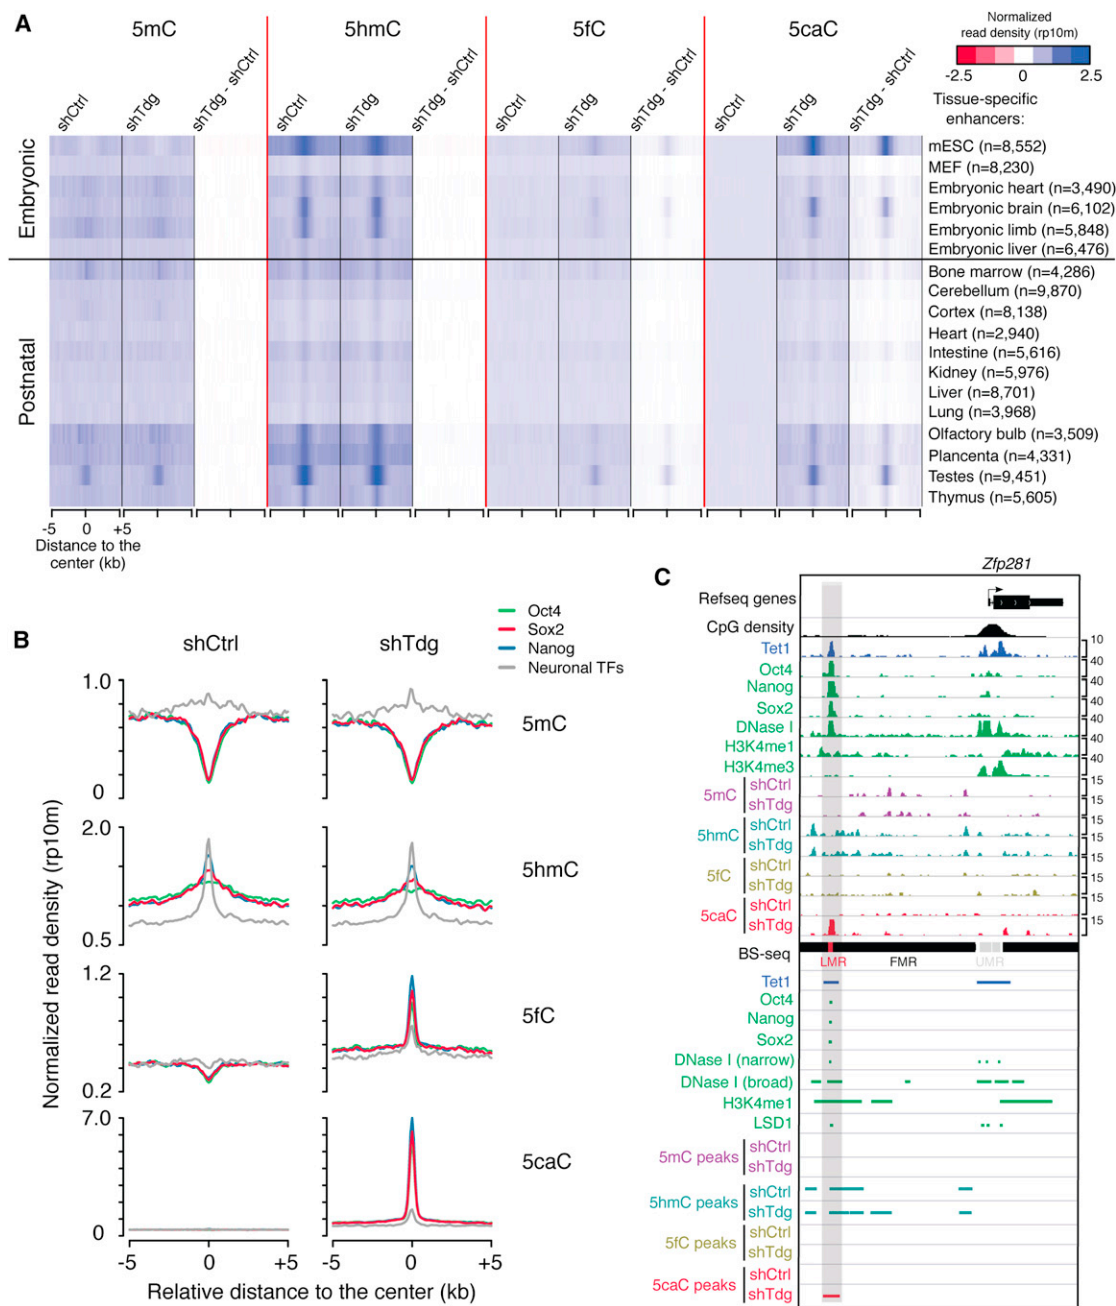 A
5mC
5hmC
5fC
5caC
Normalized
read density (rp10m)
-2.5
0
2.5
shCtrl
shTdg
shTdg - shCtrl
shCtrl
shTdg
shTdg - shCtrl
shCtrl
shTdg
shTdg - shCtrl
shCtrl
shTdg
shTdg - shCtrl
Tissue-specific
enhancers:
Embryonic
mESC (n=8,552)
MEF (n=8,230)
Embryonic heart (n=3,490)
Embryonic brain (n=6,102)
Embryonic limb (n=5,848)
Embryonic liver (n=6,476)
Postnatal
Bone marrow (n=4,286)
Cerebellum (n=9,870)
Cortex (n=8,138)
Heart (n=2,940)
Intestine (n=5,616)
Kidney (n=5,976)
Liver (n=8,701)
Lung (n=3,968)
Olfactory bulb (n=3,509)
Plancenta (n=4,331)
Testes (n=9,451)
Thymus (n=5,605)
-5 0 +5
Distance to the
center (kb)
B
shCtrl
shTdg
Oct4
Sox2
Nanog
Neuronal TFs
Normalized read density (rp10m)
1.0
0
5mC
2.0
0.5
5hmC
1.2
0.2
5fC
7.0
0
5caC
-5 0 +5
-5 0 +5
Relative distance to the center (kb)
C
Zfp281
Refseq genes
CpG density
Tet1 10
Oct4 40
Nanog 40
Sox2 40
DNase I 40
H3K4me1 40
H3K4me3 40
5mC
shCtrl 15
shTdg 15
5hmC
shCtrl 15
shTdg 15
5fC
shCtrl 15
shTdg 15
5caC
shCtrl 15
shTdg 15
BS-seq
LMR
FMR
UMR
Tet1
Oct4
Nanog
Sox2
DNase I (narrow)
DNase I (broad)
H3K4me1
LSD1
5mC peaks
shCtrl
shTdg
5hmC peaks
shCtrl
shTdg
5fC peaks
shCtrl
shTdg
5caC peaks
shCtrl
shTdg